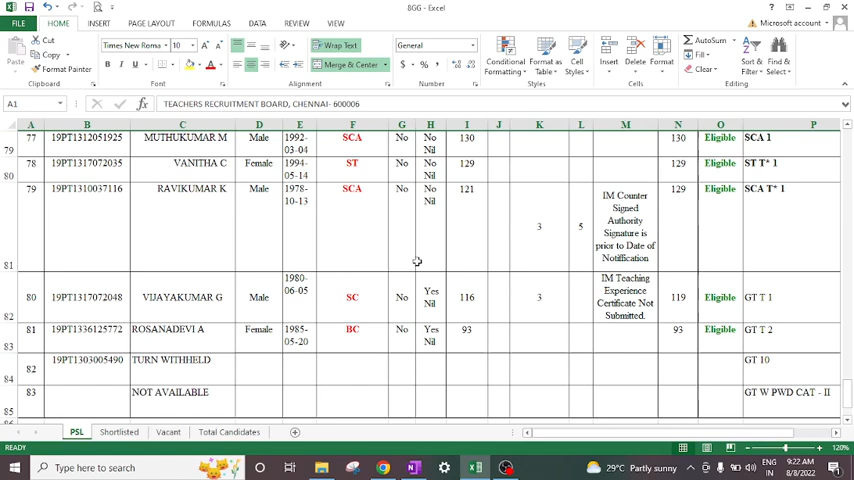 8GG - Excel
FILE HOME INSERT PAGE LAYOUT FORMULAS DATA REVIEW VIEW Microsoft account
Cut
Copy
Format Painter
Paste
Clipboard
Times New Roma 10
B I U
Font
Wrap Text
Merge & Center
Alignment
General
$ % ,
Number
Conditional Formatting
Format as Table
Cell Styles
Styles
Insert Delete Format
Cells
AutoSum
Fill
Clear
Sort & Filter
Find & Select
Editing
A1 fx TEACHERS RECRUITMENT BOARD, CHENNAI- 600006
A B C D E F G H I J K L M N O P
79 77 19PT1312051925 MUTHUKUMAR M Male 1992-03-04 SCA No No Nil 130 130 Eligible SCA 1
80 78 19PT1317072035 VANITHA C Female 1994-05-14 ST No No Nil 129 129 Eligible ST T* 1
81 79 19PT1310037116 RAVIKUMAR K Male 1978-10-13 SCA No No Nil 121 3 5 IM Counter Signed Authority Signature is prior to Date of Notiffication 129 Eligible SCA T* 1
82 80 19PT1317072048 VIJAYAKUMAR G Male 1980-06-05 SC No Yes Nil 116 3 IM Teaching Experience Certificate Not Submitted. 119 Eligible GT T 1
83 81 19PT1336125772 ROSANADEVI A Female 1985-05-20 BC No Yes Nil 93 93 Eligible GT T 2
84 82 19PT1303005490 TURN WITHHELD GT 10
85 83 NOT AVAILABLE GT W PWD CAT - II
PSL Shortlisted Vacant Total Candidates
READY 120%
Type here to search
29°C Partly sunny
ENG
IN
9:22 AM
8/8/2022